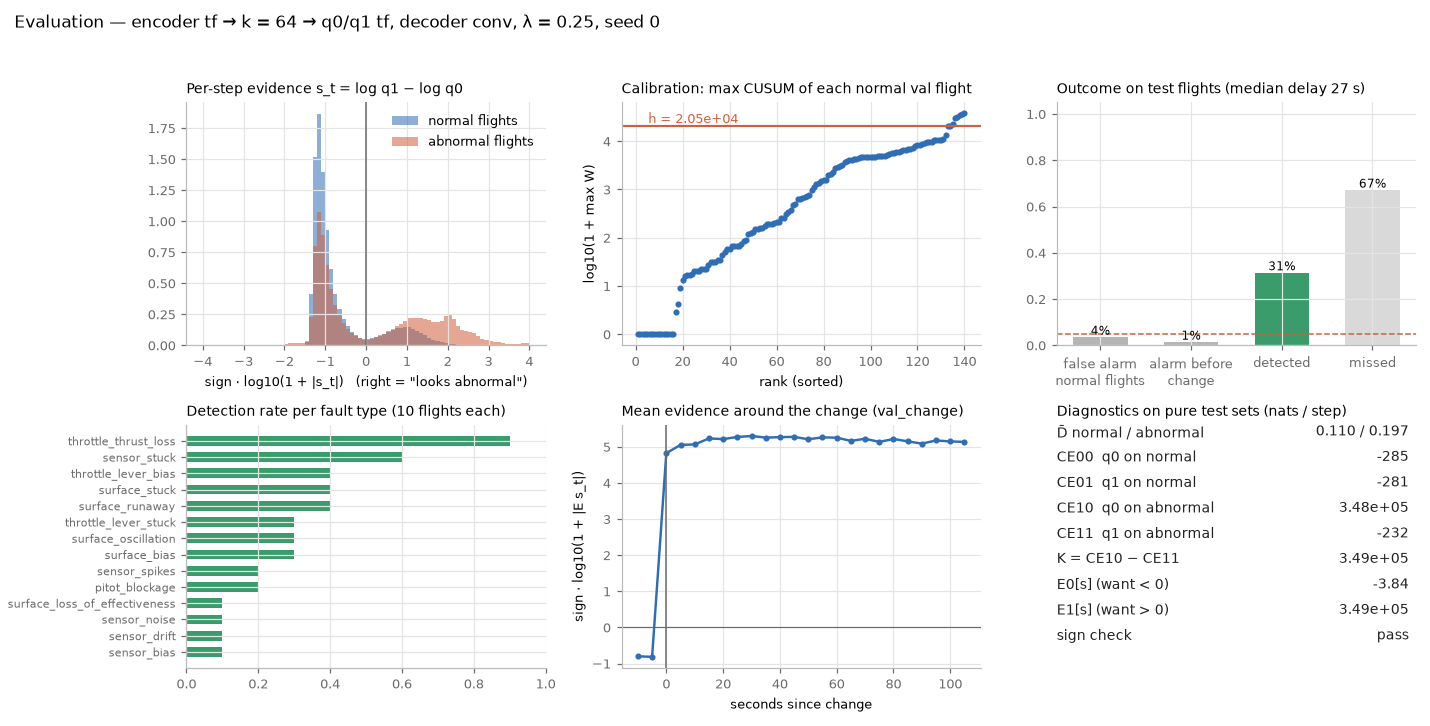 Evaluation — encoder tf → k = 64 → q0/q1 tf, decoder conv, λ = 0.25, seed 0
Per-step evidence s_t = log q1 − log q0
normal flights
abnormal flights
1.75
1.50
1.25
1.00
0.75
0.50
0.25
0.00
−4
−3
−2
−1
0
1
2
3
4
sign · log10(1 + |s_t|)   (right = "looks abnormal")
Calibration: max CUSUM of each normal val flight
h = 2.05e+04
log10(1 + max W)
4
3
2
1
0
0
20
40
60
80
100
120
140
rank (sorted)
Outcome on test flights (median delay 27 s)
1.0
0.8
0.6
0.4
0.2
0.0
4%
1%
31%
67%
false alarm
normal flights
alarm before
change
detected
missed
Detection rate per fault type (10 flights each)
throttle_thrust_loss
sensor_stuck
throttle_lever_bias
surface_stuck
surface_runaway
throttle_lever_stuck
surface_oscillation
surface_bias
sensor_spikes
pitot_blockage
surface_loss_of_effectiveness
sensor_noise
sensor_drift
sensor_bias
0.0
0.2
0.4
0.6
0.8
1.0
Mean evidence around the change (val_change)
sign · log10(1 + |E s_t|)
5
4
3
2
1
0
−1
0
20
40
60
80
100
seconds since change
Diagnostics on pure test sets (nats / step)
D̄ normal / abnormal 0.110 / 0.197
CE00  q0 on normal -285
CE01  q1 on normal -281
CE10  q0 on abnormal 3.48e+05
CE11  q1 on abnormal -232
K = CE10 − CE11 3.49e+05
E0[s] (want < 0) -3.84
E1[s] (want > 0) 3.49e+05
sign check pass